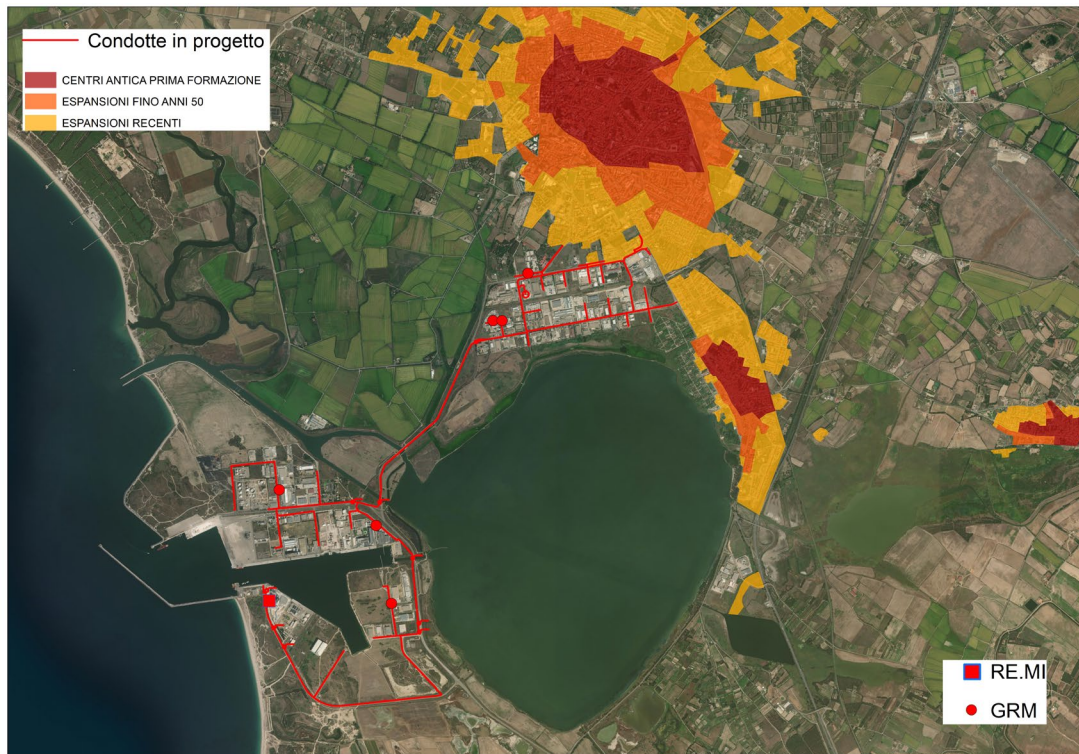 Condotte in progetto
CENTRI ANTICA PRIMA FORMAZIONE
ESPANSIONI FINO ANNI 50
ESPANSIONI RECENTI
RE.MI
GRM